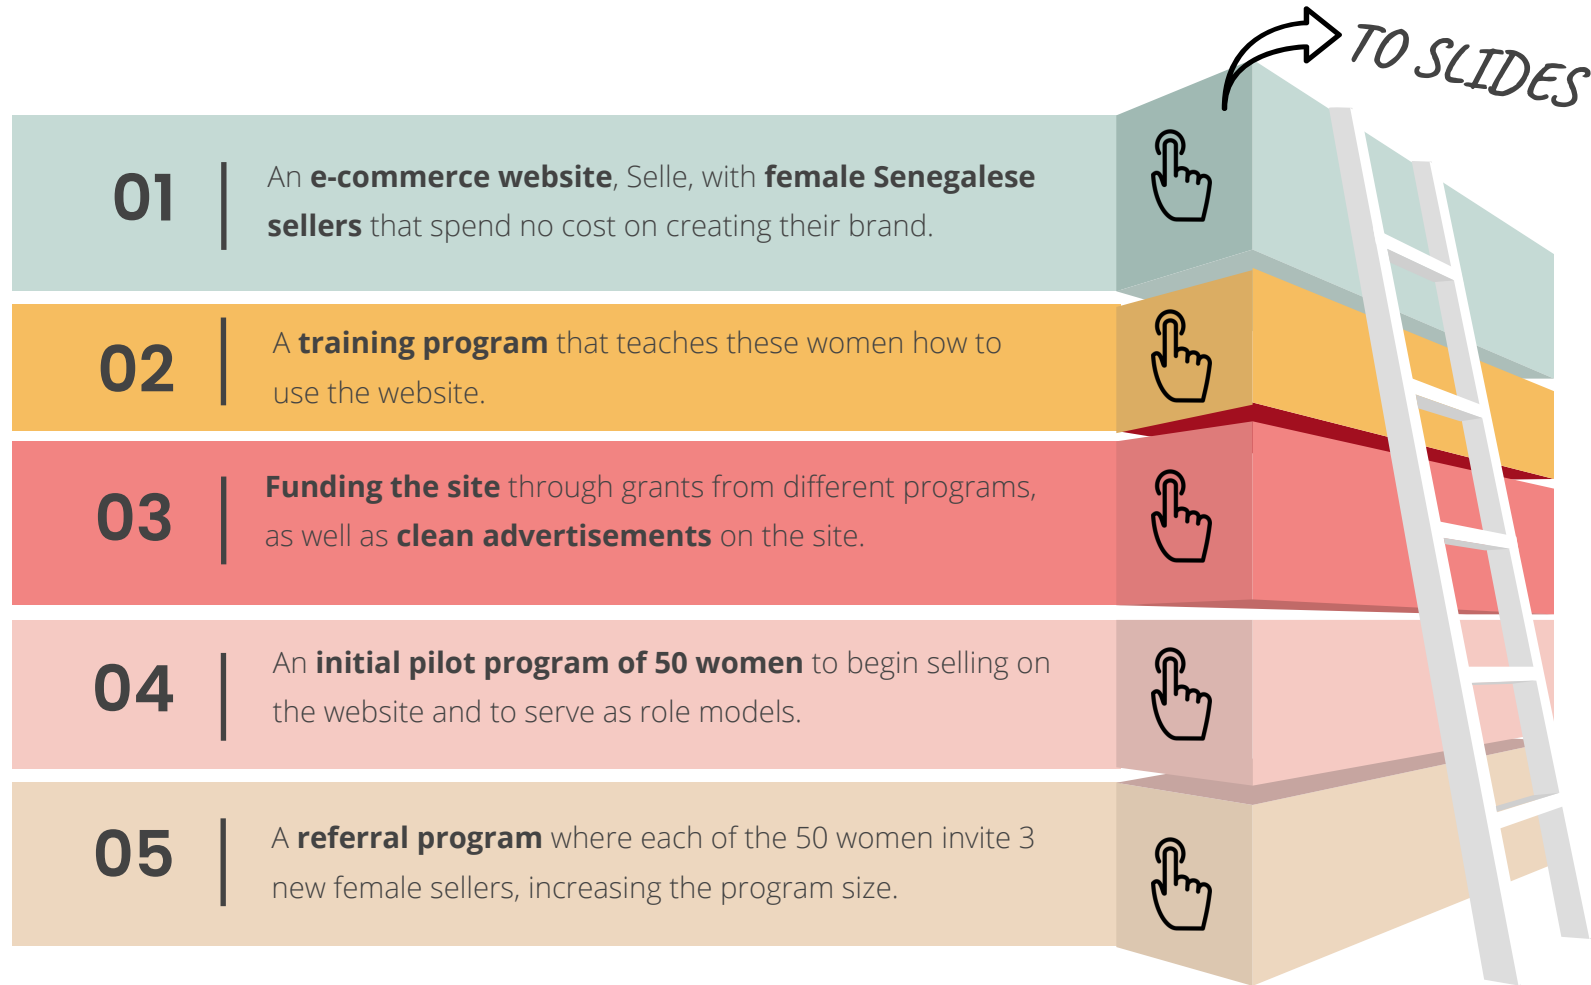 TO SLIDES
01
An e-commerce website, Selle, with female Senegalese
sellers that spend no cost on creating their brand.
02
A training program that teaches these women how to
use the website.
03
Funding the site through grants from different programs,
as well as clean advertisements on the site.
04
An initial pilot program of 50 women to begin selling on
the website and to serve as role models.
05
A referral program where each of the 50 women invite 3
new female sellers, increasing the program size.